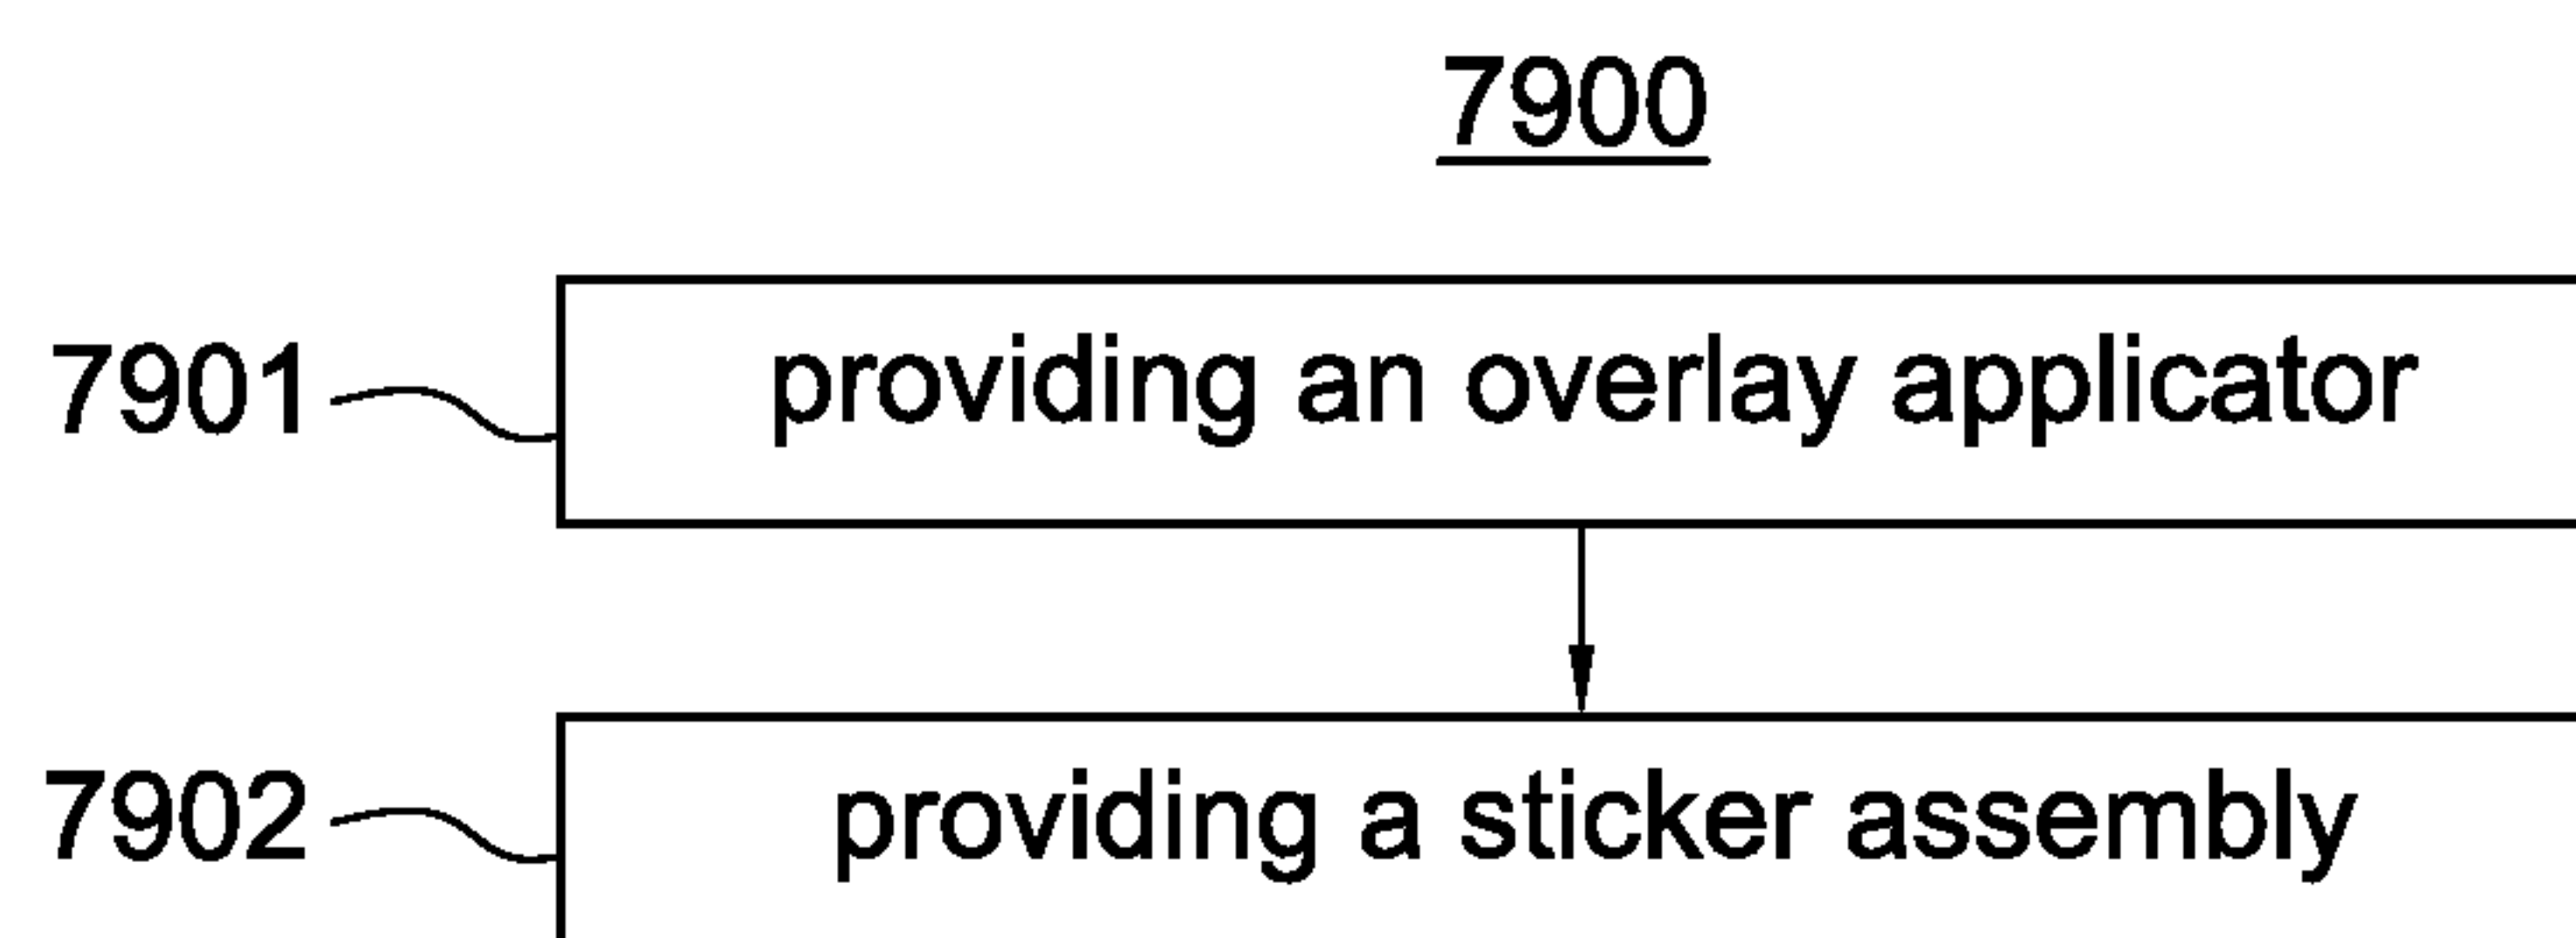 7900
7901 providing an overlay applicator
7902 providing a sticker assembly